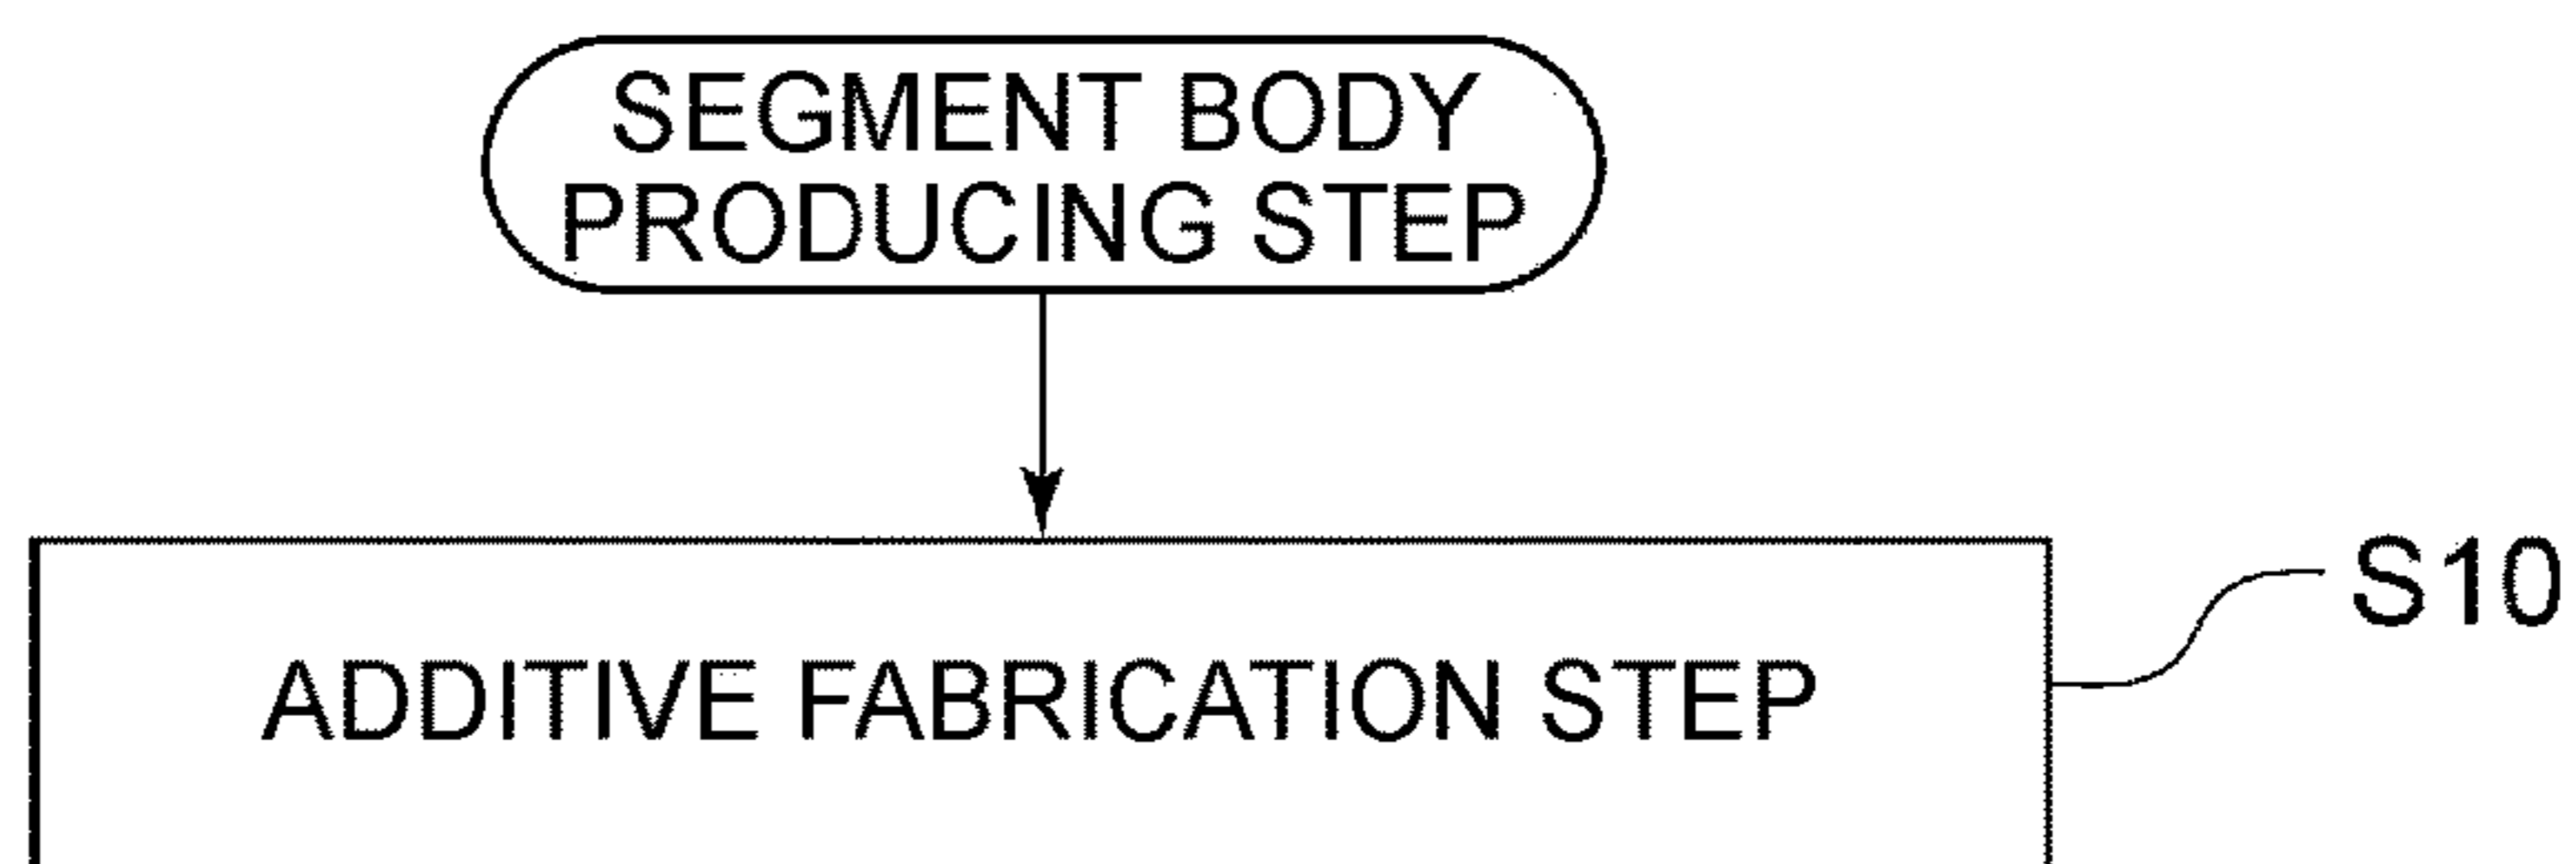 SEGMENT BODY
PRODUCING STEP
S10
ADDITIVE FABRICATION STEP